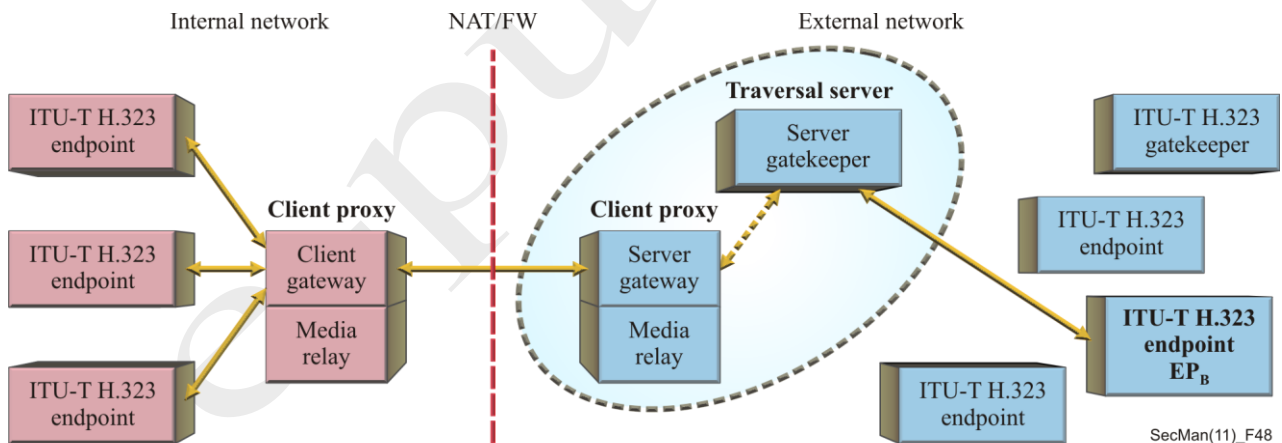 Internal network
NAT/FW
External network
ITU-T H.323
endpoint
ITU-T H.323
endpoint
ITU-T H.323
endpoint
Client proxy
Client
gateway
Media
relay
Traversal server
Server
gatekeeper
Client proxy
Server
gateway
Media
relay
ITU-T H.323
gatekeeper
ITU-T H.323
endpoint
ITU-T H.323
endpoint
EPB
ITU-T H.323
endpoint
SecMan(11)_F48